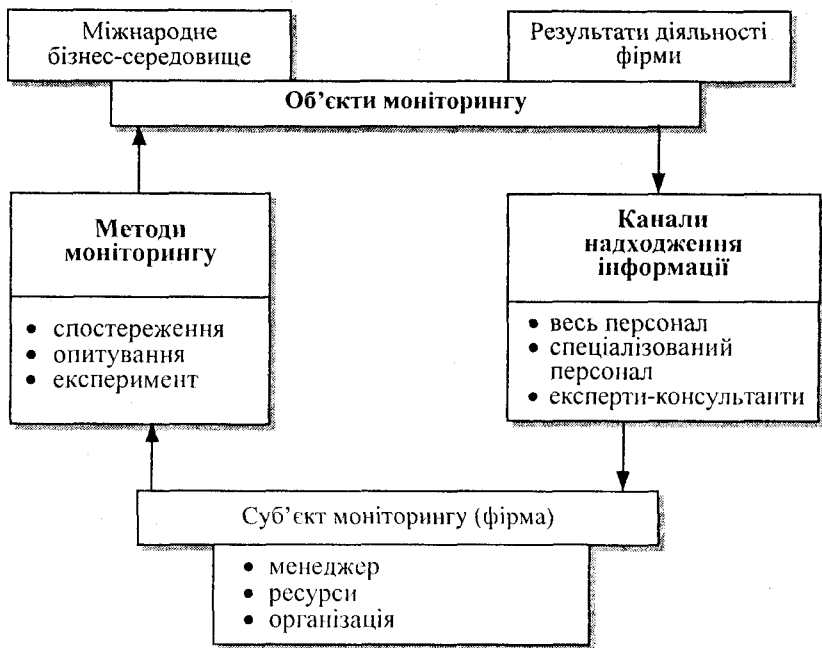 Міжнародне
бізнес-середовище
Результати діяльності
фірми
Об’єкти моніторингу
Методи
моніторингу
• спостереження
• опитування
• експеримент
Канали
надходження
інформації
• весь персонал
• спеціалізований
персонал
• експерти-консультанти
Суб’єкт моніторингу (фірма)
• менеджер
• ресурси
• організація